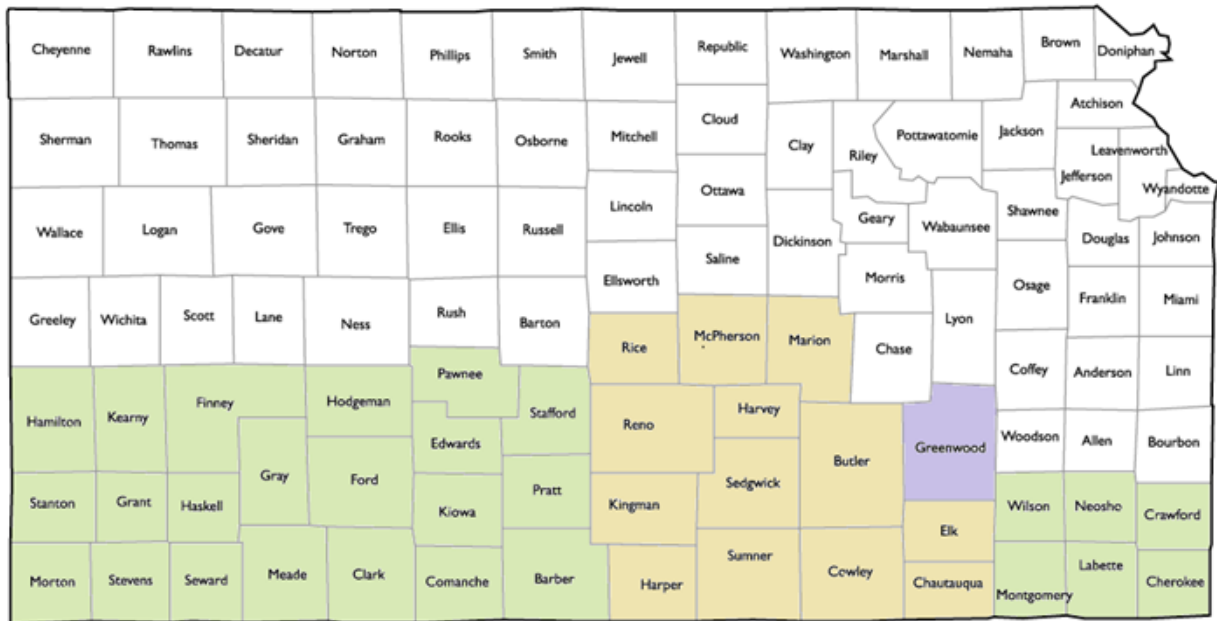 Cheyenne
Rawlins
Decatur
Norton
Phillips
Smith
Jewell
Republic
Washington
Marshall
Nemaha
Brown
Doniphan
Sherman
Thomas
Sheridan
Graham
Rooks
Osborne
Mitchell
Cloud
Clay
Riley
Pottawatomie
Jackson
Atchison
Leavenworth
Jefferson
Wyandotte
Wallace
Logan
Gove
Trego
Ellis
Russell
Lincoln
Ottawa
Dickinson
Geary
Wabaunsee
Shawnee
Douglas
Johnson
Ellsworth
Saline
Morris
Osage
Franklin
Miami
Greeley
Wichita
Scott
Lane
Ness
Rush
Barton
Rice
McPherson
Marion
Chase
Lyon
Coffey
Anderson
Linn
Hamilton
Kearny
Finney
Hodgeman
Pawnee
Stafford
Edwards
Reno
Harvey
Butler
Greenwood
Woodson
Allen
Bourbon
Stanton
Grant
Haskell
Gray
Ford
Kiowa
Pratt
Kingman
Sedgwick
Elk
Wilson
Neosho
Crawford
Morton
Stevens
Seward
Meade
Clark
Comanche
Barber
Harper
Sumner
Cowley
Chautauqua
Montgomery
Labette
Cherokee